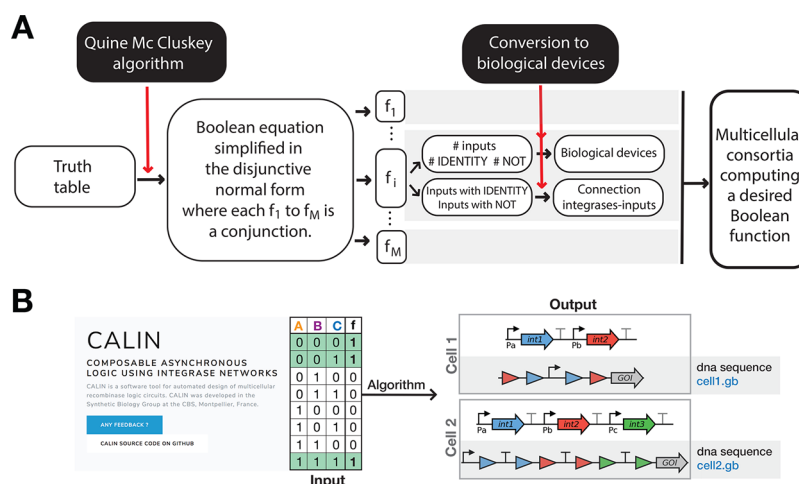 A
Quine Mc Cluskey
algorithm
Conversion to
biological devices
Truth
table
Boolean equation
simplified in
the disjunctive
normal form
where each f1 to fM is
a conjunction.
f1
fi
fM
# inputs
# IDENTITY # NOT
Inputs with IDENTITY
Inputs with NOT
Biological devices
Connection
integrases-inputs
Multicellular
consortia
computing
a desired
Boolean
function
B
CALIN
COMPOSABLE ASYNCHRONOUS
LOGIC USING INTEGRASE NETWORKS
CALIN is a software tool for automated design of multicellular
recombinase logic circuits. CALIN was developed in the
Synthetic Biology Group at the CBS, Montpellier, France.
ANY FEEDBACK ?
CALIN SOURCE CODE ON GITHUB
A B C f
0 0 0 1
0 0 1 1
0 1 0 0
0 1 1 0
1 0 0 0
1 0 1 0
1 1 0 0
1 1 1 1
Input
Algorithm
Output
Cell 1
Pa int1 Pb int2
GOI
dna sequence
cell1.gb
Cell 2
Pa int1 Pb int2 Pc int3
GOI
dna sequence
cell2.gb